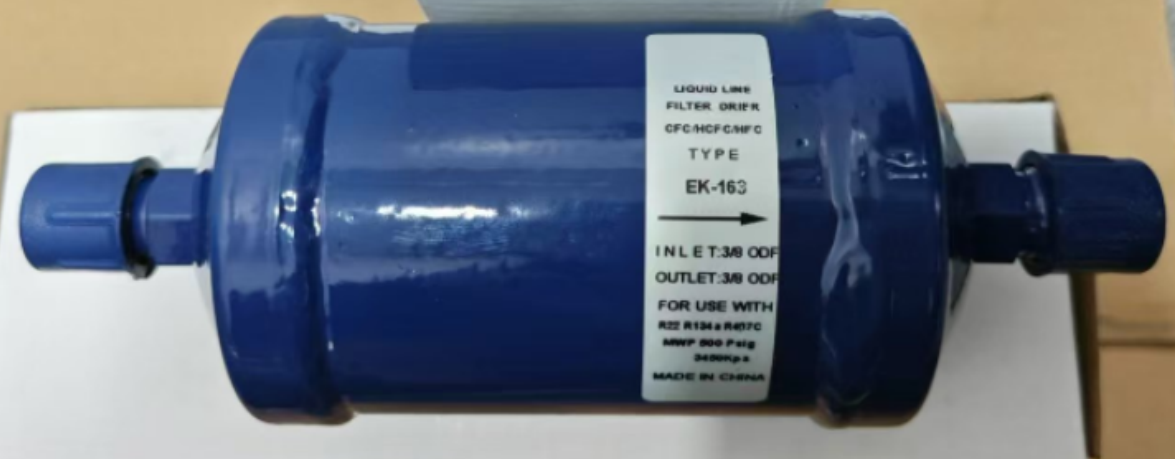 LIQUID LINE
FILTER DRIER
CFC/HCFC/HFC
TYPE
EK-163
INLET:3/8 ODF
OUTLET:3/8 ODF
FOR USE WITH
R22 R134a R407C
MWP 500 Psig
3450Kpa
MADE IN CHINA